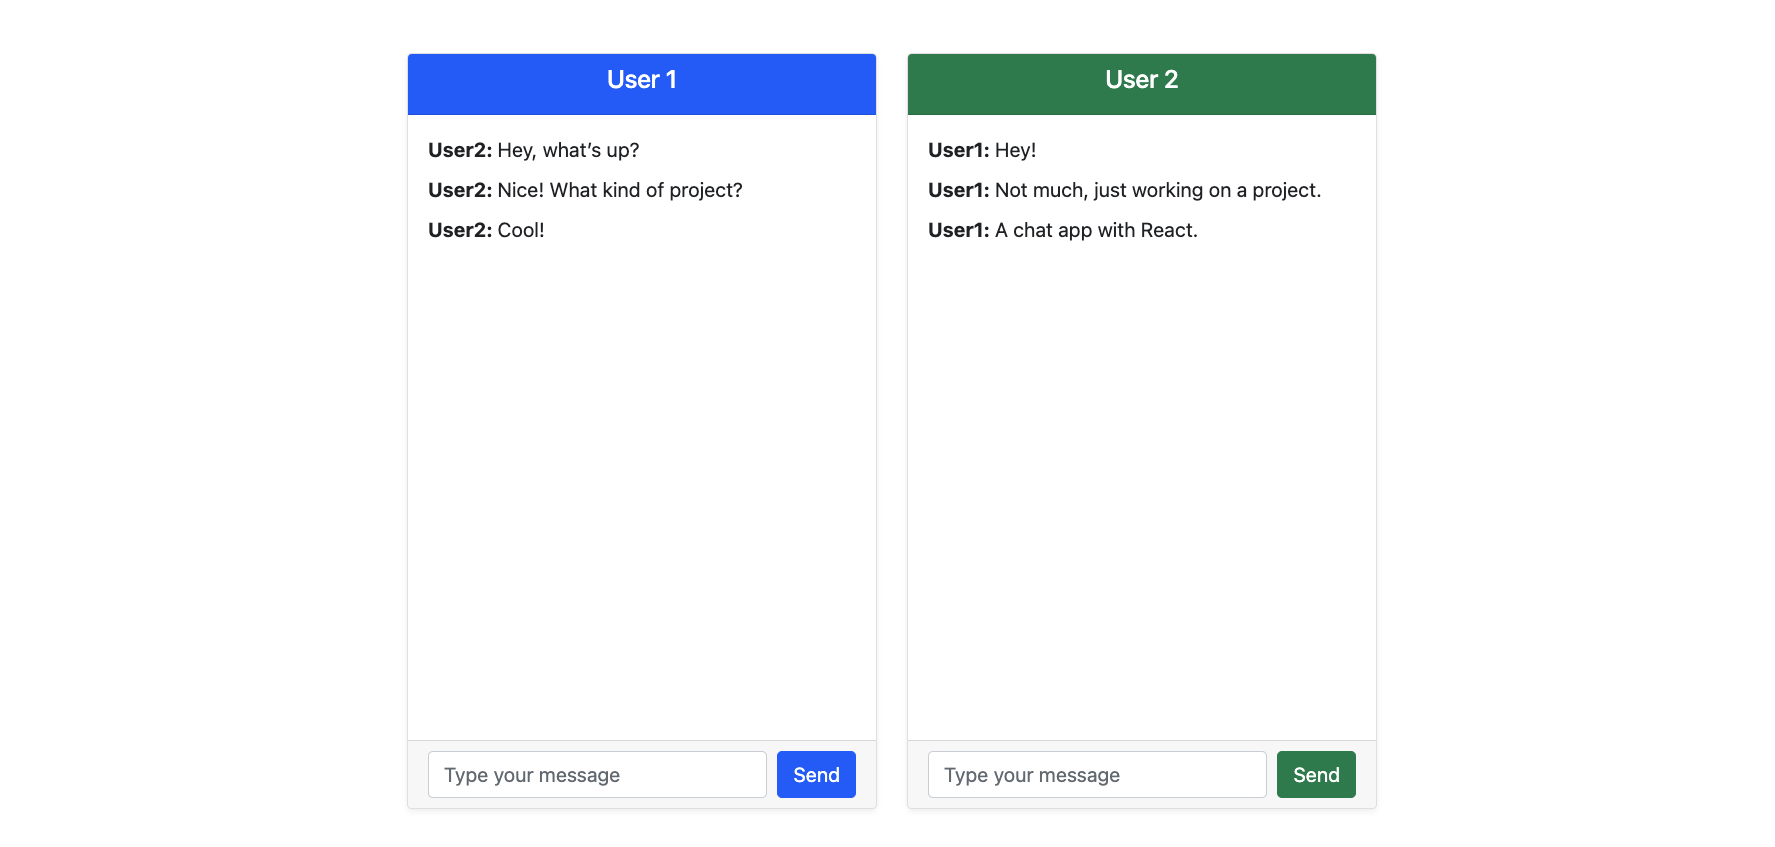 User 1
User2: Hey, what’s up?
User2: Nice! What kind of project?
User2: Cool!
Type your message
Send
User 2
User1: Hey!
User1: Not much, just working on a project.
User1: A chat app with React.
Type your message
Send